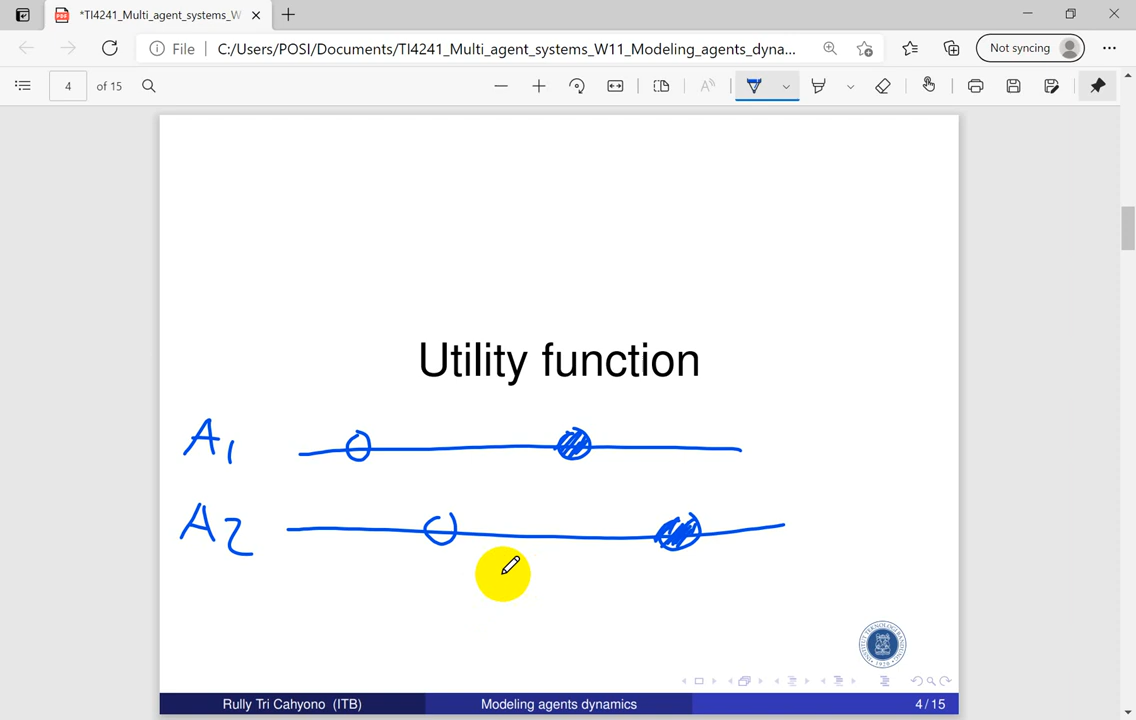 *TI4241_Multi_agent_systems_W
File
C:/Users/POSI/Documents/TI4241_Multi_agent_systems_W11_Modeling_agents_dyna...
Not syncing
4
of 15
Utility function
A1
A2
Rully Tri Cahyono (ITB)
Modeling agents dynamics
4 / 15